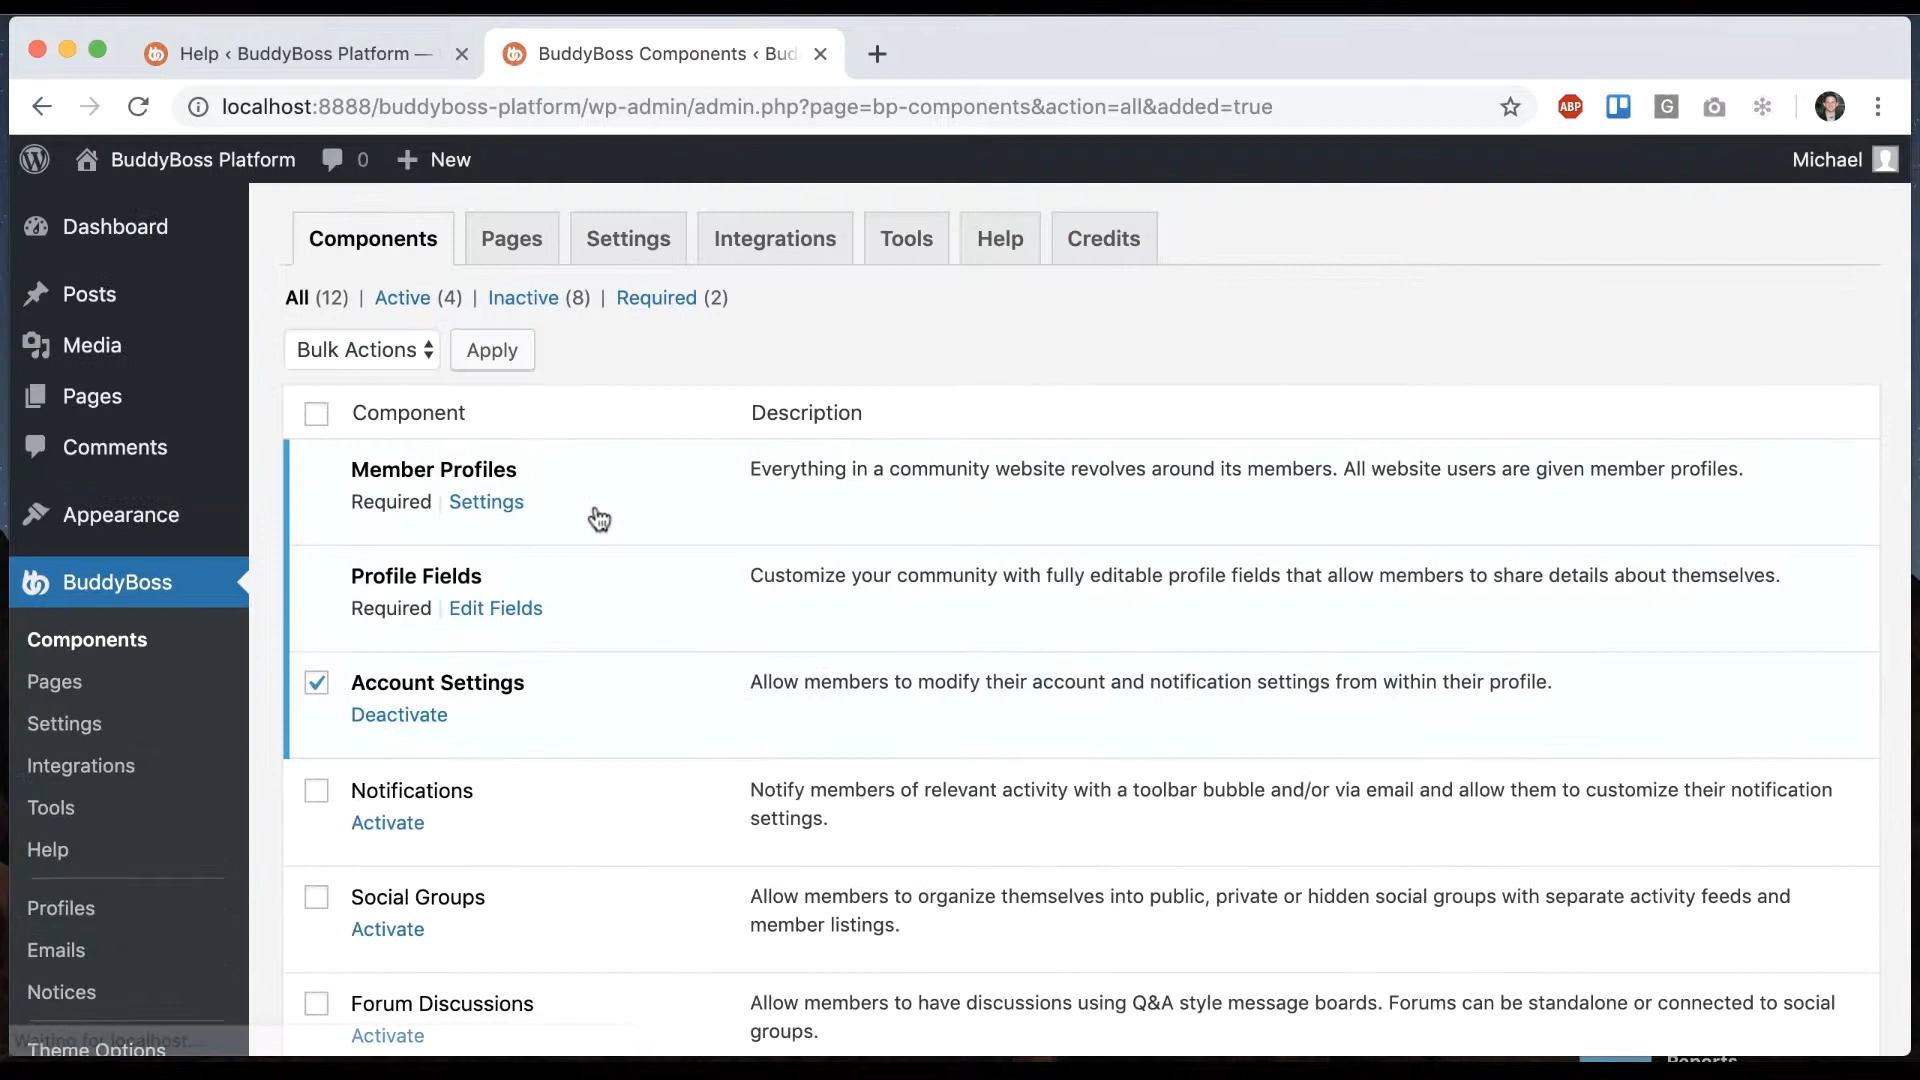 Help ‹ BuddyBoss Platform —
BuddyBoss Components ‹ Bud
localhost:8888/buddyboss-platform/wp-admin/admin.php?page=bp-components&action=all&added=true
ABP
G
BuddyBoss Platform 0 + New
Michael
Dashboard
Posts
Media
Pages
Comments
Appearance
BuddyBoss
Components
Pages
Settings
Integrations
Tools
Help
Profiles
Emails
Notices
Waiting for localhost...
Theme Options
Components Pages Settings Integrations Tools Help Credits
All (12) | Active (4) | Inactive (8) | Required (2)
Bulk Actions Apply
Component Description
Member Profiles
Required | Settings
Everything in a community website revolves around its members. All website users are given member profiles.
Profile Fields
Required | Edit Fields
Customize your community with fully editable profile fields that allow members to share details about themselves.
Account Settings
Deactivate
Allow members to modify their account and notification settings from within their profile.
Notifications
Activate
Notify members of relevant activity with a toolbar bubble and/or via email and allow them to customize their notification
settings.
Social Groups
Activate
Allow members to organize themselves into public, private or hidden social groups with separate activity feeds and
member listings.
Forum Discussions
Activate
Allow members to have discussions using Q&A style message boards. Forums can be standalone or connected to social
groups.
Reports